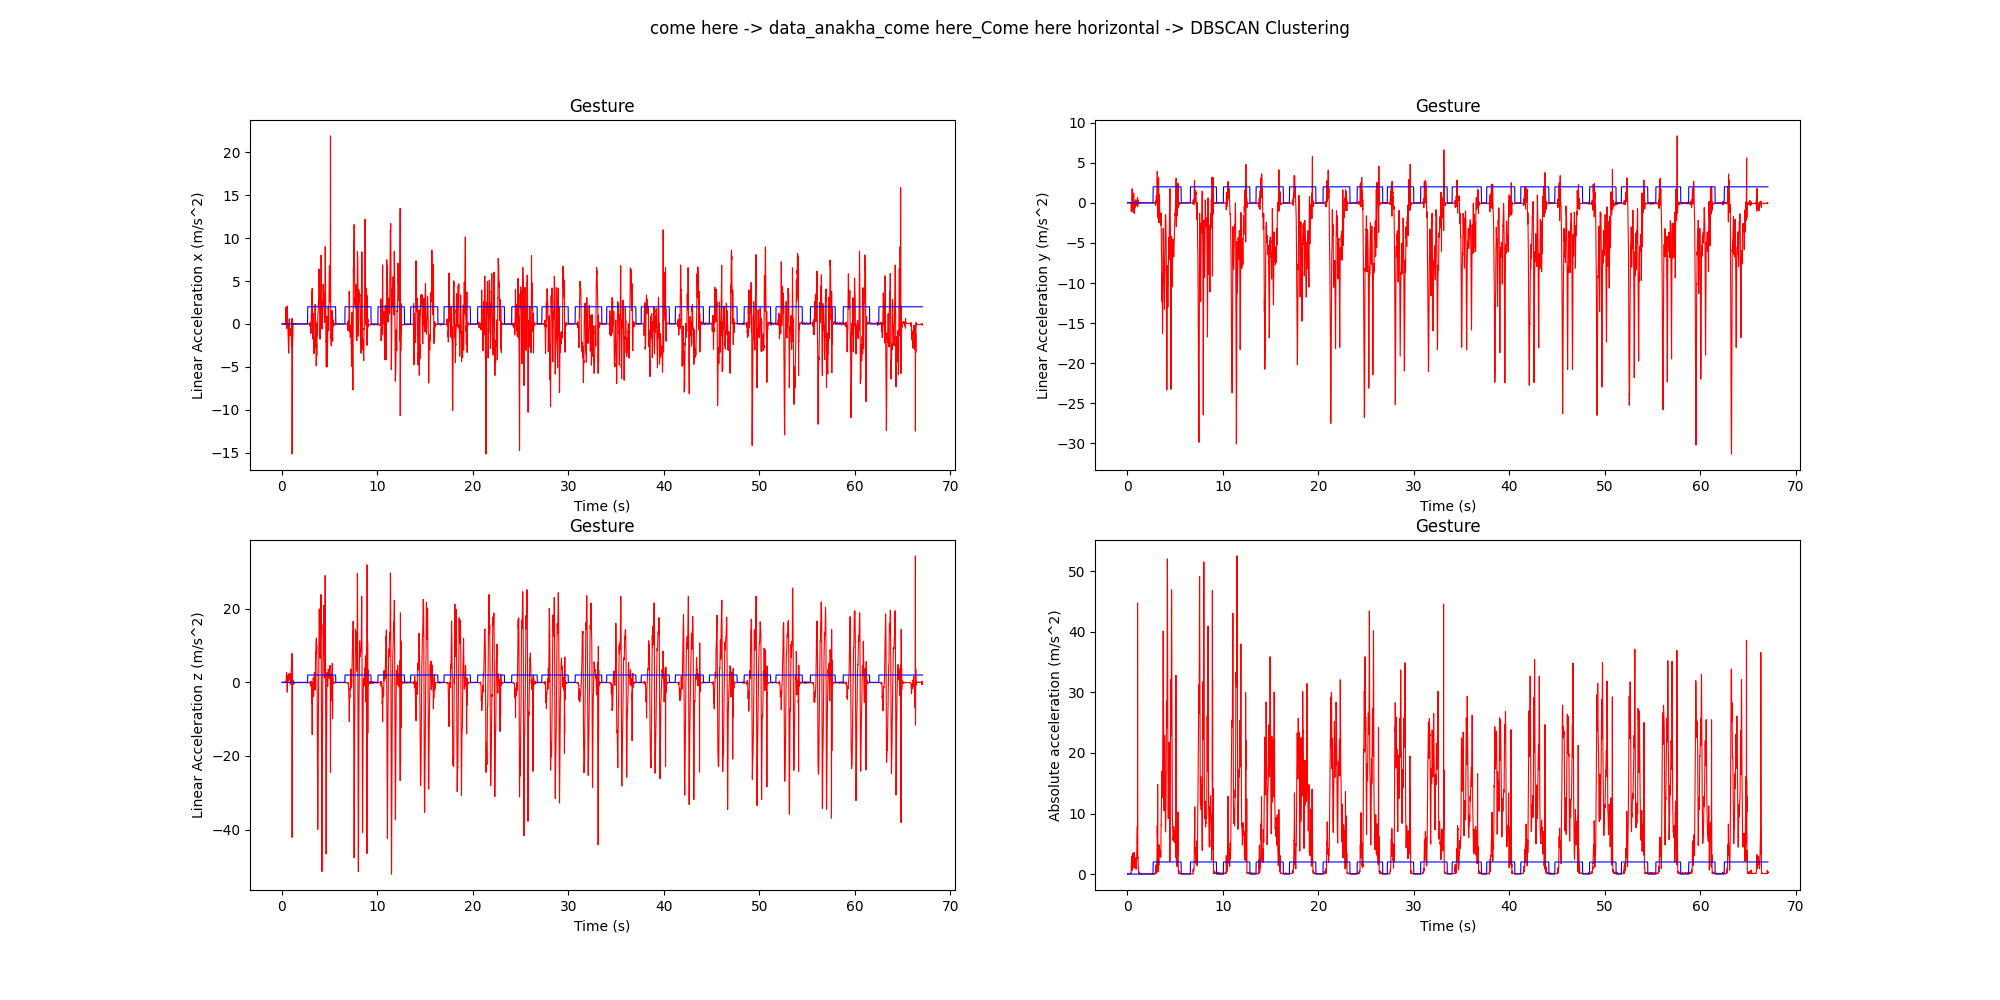 come here -> data_anakha_come here_Come here horizontal -> DBSCAN Clustering
Gesture
Linear Acceleration x (m/s^2)
20
15
10
5
0
−5
−10
−15
0 10 20 30 40 50 60 70
Time (s)
Gesture
Linear Acceleration y (m/s^2)
10
5
0
−5
−10
−15
−20
−25
−30
0 10 20 30 40 50 60 70
Time (s)
Gesture
Linear Acceleration z (m/s^2)
20
0
−20
−40
0 10 20 30 40 50 60 70
Time (s)
Gesture
Absolute acceleration (m/s^2)
50
40
30
20
10
0
0 10 20 30 40 50 60 70
Time (s)